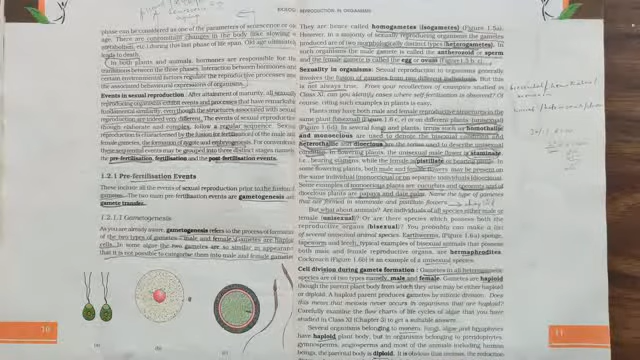 phase can be considered as one of the parameters of senescence or old
age. There are concomitant changes in the body (like slowing of
metabolism, etc.) during this last phase of life span. Old age ultimately
leads to death.
In both plants and animals, hormones are responsible for the
transitions between the three phases. Interaction between hormones and
certain environmental factors regulate the reproductive processes and
the associated behavioural expressions of organisms.
Events in sexual reproduction : After attainment of maturity, all sexually
reproducing organisms exhibit events and processes that have remarkable
fundamental similarity, even though the structures associated with sexual
reproduction are indeed very different. The events of sexual reproduction
though elaborate and complex, follow a regular sequence. Sexual
reproduction is characterised by the fusion (or fertilisation) of the male and
female gametes, the formation of zygote and embryogenesis. For convenience
these sequential events may be grouped into three distinct stages namely,
the pre-fertilisation, fertilisation and the post-fertilisation events.
1.2.1 Pre-fertilisation Events
These include all the events of sexual reproduction prior to the fusion of
gametes. The two main pre-fertilisation events are gametogenesis and
gamete transfer.
1.2.1.1 Gametogenesis
As you are already aware, gametogenesis refers to the process of formation
of the two types of gametes – male and female. Gametes are haploid
cells. In some algae the two gametes are so similar in appearance
that it is not possible to categorise them into male and female gametes.
(a)
(b)
(c)
10
BIOLOGY
REPRODUCTION IN ORGANISMS
They are hence called homogametes (isogametes) (Figure 1.5a).
However, in a majority of sexually reproducing organisms the gametes
produced are of two morphologically distinct types (heterogametes). In
such organisms the male gamete is called the antherozoid or sperm
and the female gamete is called the egg or ovum (Figure 1.5 b, c).
Sexuality in organisms: Sexual reproduction in organisms generally
involves the fusion of gametes from two different individuals. But this
is not always true. From your recollection of examples studied in
Class XI, can you identify cases where self-fertilisation is observed? Of
course, citing such examples in plants is easy.
Plants may have both male and female reproductive structures in the
same plant (bisexual) (Figure 1.6 c, e) or on different plants (unisexual)
(Figure 1.6d). In several fungi and plants, terms such as homothallic
and monoecious are used to denote the bisexual condition and
heterothallic and dioecious are the terms used to describe unisexual
condition. In flowering plants, the unisexual male flower is staminate,
i.e., bearing stamens, while the female is pistillate or bearing pistils. In
some flowering plants, both male and female flowers may be present on
the same individual (monoecious) or on separate individuals (dioecious).
Some examples of monoecious plants are cucurbits and coconuts and of
dioecious plants are papaya and date palm. Name the type of gametes
that are formed in staminate and pistillate flowers.
But what about animals? Are individuals of all species either male or
female (unisexual)? Or are there species which possess both the
reproductive organs (bisexual)? You probably can make a list
of several unisexual animal species. Earthworms, (Figure 1.6a) sponge,
tapeworm and leech, typical examples of bisexual animals that possess
both male and female reproductive organs, are hermaphrodites.
Cockroach (Figure 1.6b) is an example of a unisexual species.
Cell division during gamete formation : Gametes in all heterogametic
species are of two types namely, male and female. Gametes are haploid
though the parent plant body from which they arise may be either haploid
or diploid. A haploid parent produces gametes by mitotic division. Does
this mean that meiosis never occurs in organisms that are haploid?
Carefully examine the flow charts of life cycles of algae that you have
studied in Class XI (Chapter 3) to get a suitable answer.
Several organisms belonging to monera, fungi, algae and bryophytes
have haploid plant body, but in organisms belonging to pteridophytes,
gymnosperms, angiosperms and most of the animals including human
beings, the parental body is diploid. It is obvious that meiosis, the reduction
11